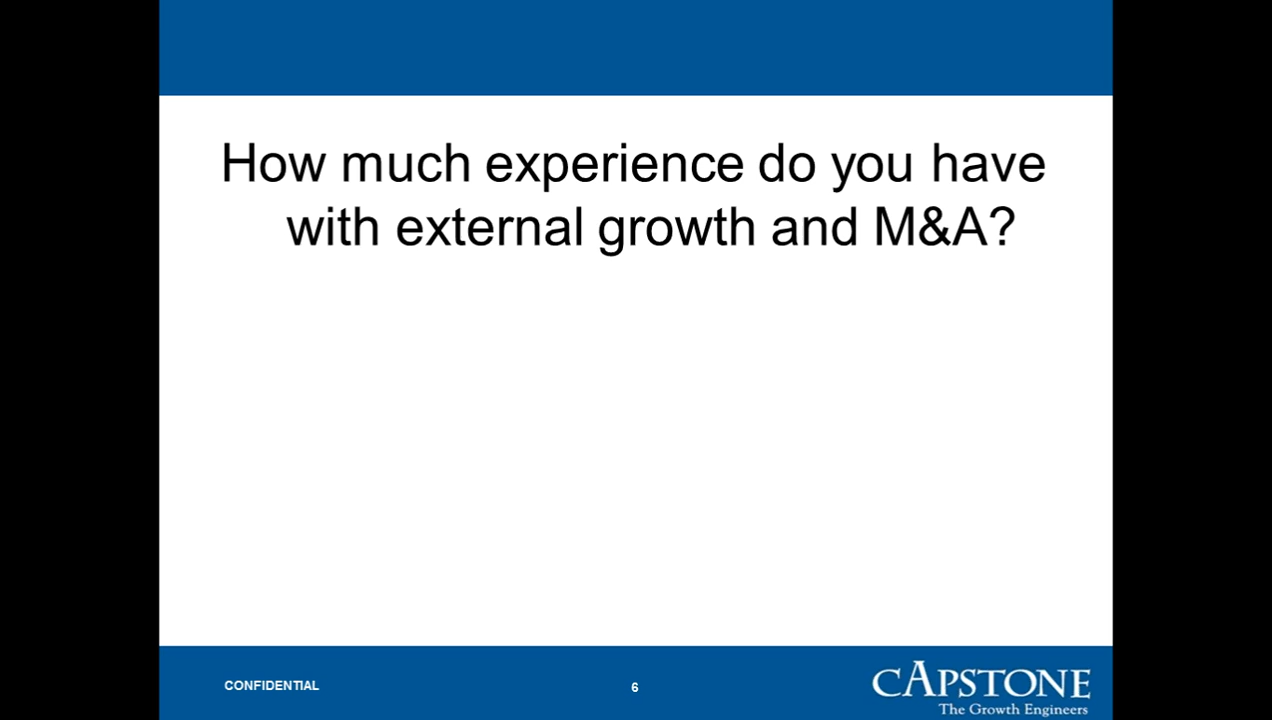 How much experience do you have
with external growth and M&A?
CONFIDENTIAL
6
CAPSTONE
The Growth Engineers